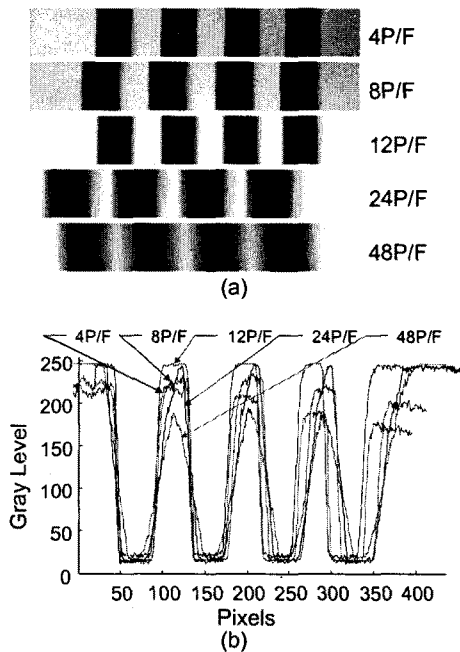 4P/F
8P/F
12P/F
24P/F
48P/F
(a)
4P/F 8P/F 12P/F 24P/F 48P/F
250
200
150
100
50
0
Gray Level
50 100 150 200 250 300 350 400
Pixels
(b)